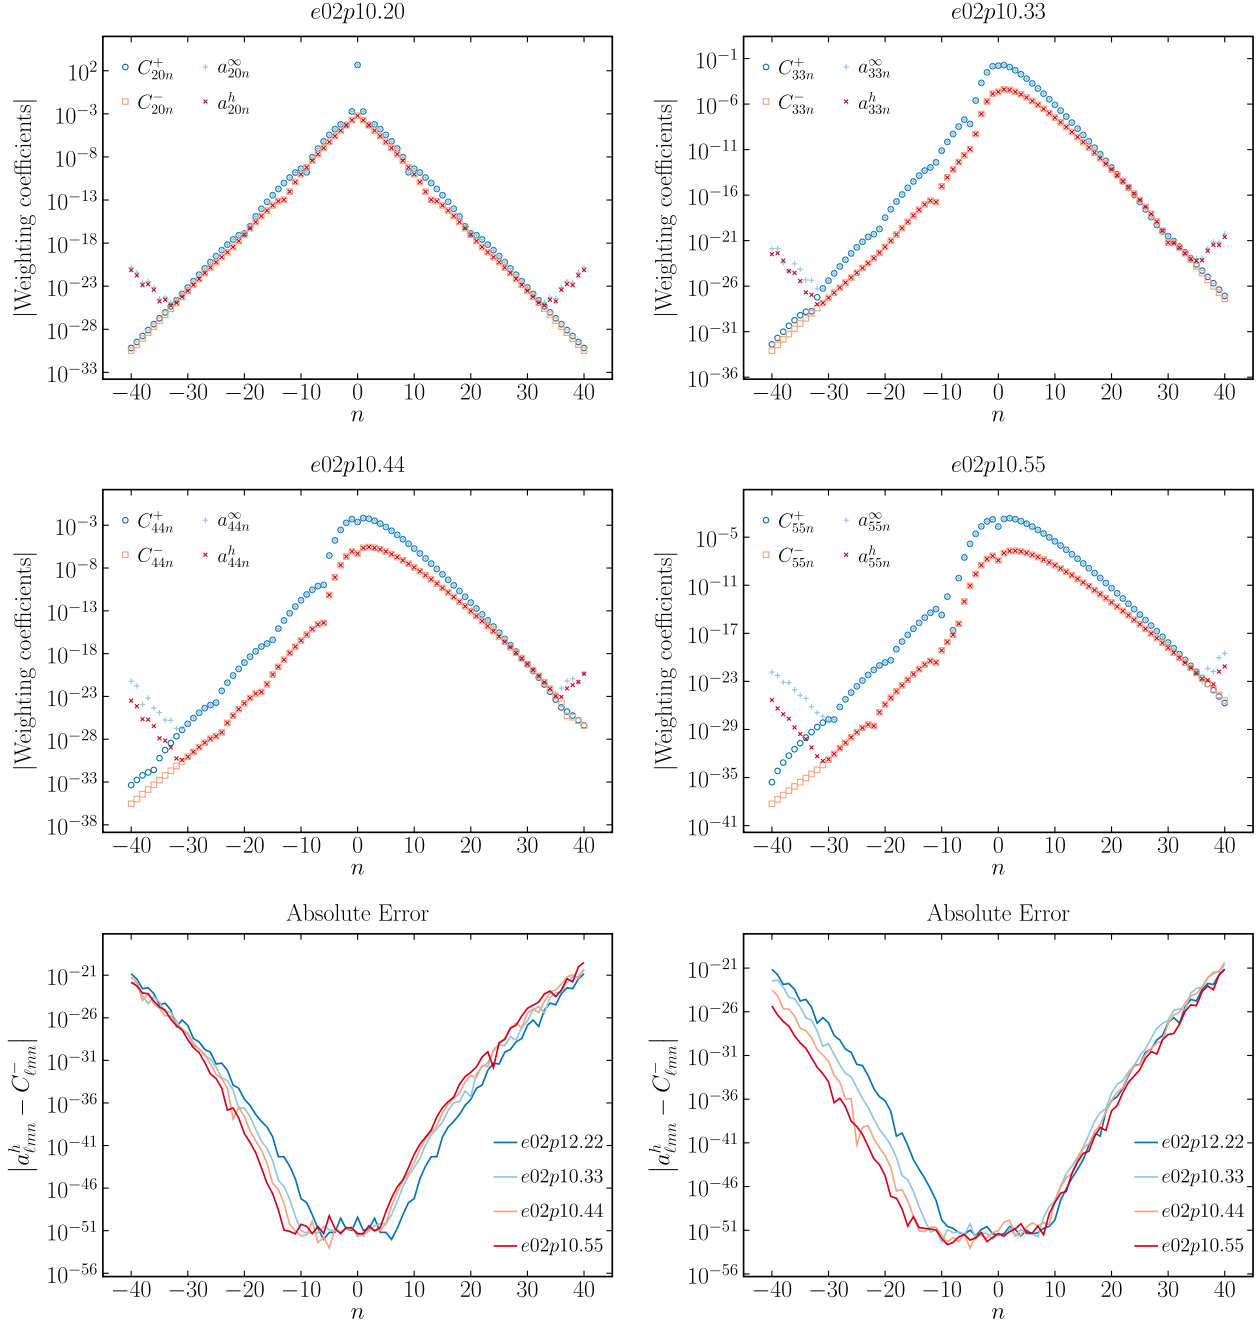 e02p10.20
|Weighting coefficients|
10^2
10^−3
10^−8
10^−13
10^−18
10^−23
10^−28
10^−33
C^+_{20n} a^∞_{20n}
C^−_{20n} a^h_{20n}
−40 −30 −20 −10 0 10 20 30 40
n
e02p10.33
|Weighting coefficients|
10^−1
10^−6
10^−11
10^−16
10^−21
10^−26
10^−31
10^−36
C^+_{33n} a^∞_{33n}
C^−_{33n} a^h_{33n}
−40 −30 −20 −10 0 10 20 30 40
n
e02p10.44
|Weighting coefficients|
10^−3
10^−8
10^−13
10^−18
10^−23
10^−28
10^−33
10^−38
C^+_{44n} a^∞_{44n}
C^−_{44n} a^h_{44n}
−40 −30 −20 −10 0 10 20 30 40
n
e02p10.55
|Weighting coefficients|
10^−5
10^−11
10^−17
10^−23
10^−29
10^−35
10^−41
C^+_{55n} a^∞_{55n}
C^−_{55n} a^h_{55n}
−40 −30 −20 −10 0 10 20 30 40
n
Absolute Error
|a^h_{ℓmn} − C^−_{ℓmn}|
10^−21
10^−26
10^−31
10^−36
10^−41
10^−46
10^−51
10^−56
e02p12.22
e02p10.33
e02p10.44
e02p10.55
−40 −30 −20 −10 0 10 20 30 40
n
Absolute Error
|a^h_{ℓmn} − C^−_{ℓmn}|
10^−21
10^−26
10^−31
10^−36
10^−41
10^−46
10^−51
10^−56
e02p12.22
e02p10.33
e02p10.44
e02p10.55
−40 −30 −20 −10 0 10 20 30 40
n